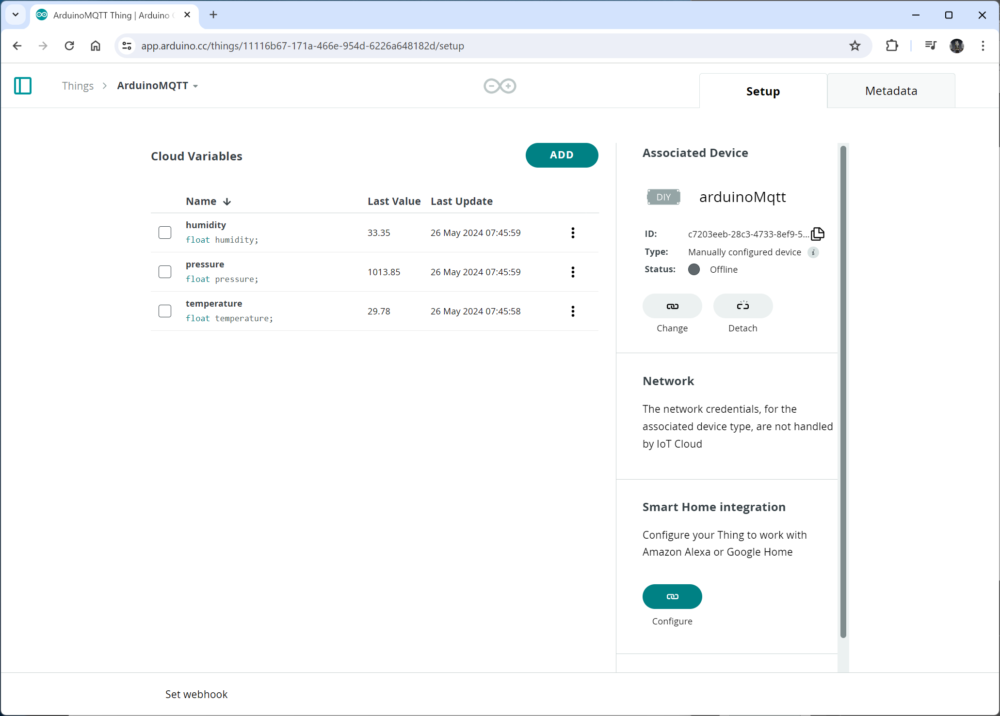 ArduinoMQTT Thing | Arduino
app.arduino.cc/things/11116b67-171a-466e-954d-6226a648182d/setup
Things > ArduinoMQTT
Setup
Metadata
Cloud Variables
ADD
Name Last Value Last Update
humidity
float humidity;
33.35
26 May 2024 07:45:59
pressure
float pressure;
1013.85
26 May 2024 07:45:59
temperature
float temperature;
29.78
26 May 2024 07:45:58
Associated Device
DIY
arduinoMqtt
ID: c7203eeb-28c3-4733-8ef9-5...
Type: Manually configured device i
Status: Offline
Change
Detach
Network
The network credentials, for the
associated device type, are not handled
by IoT Cloud
Smart Home integration
Configure your Thing to work with
Amazon Alexa or Google Home
Configure
Set webhook